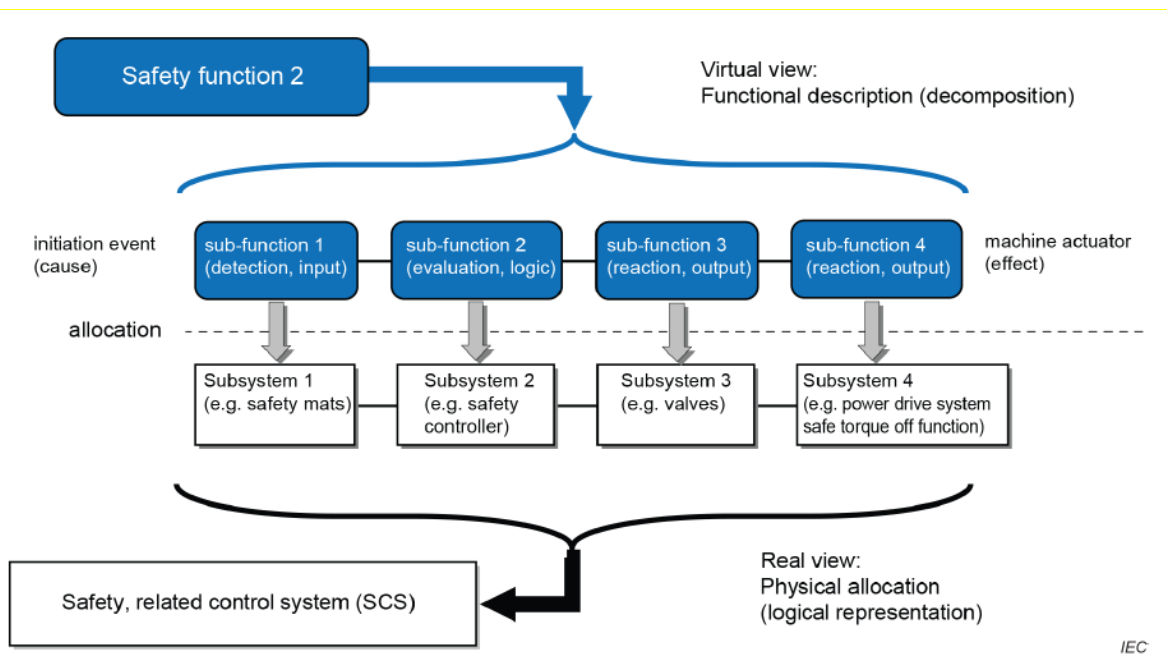 Safety function 2
Virtual view:
Functional description (decomposition)
initiation event
(cause)
sub-function 1
(detection, input)
sub-function 2
(evaluation, logic)
sub-function 3
(reaction, output)
sub-function 4
(reaction, output)
machine actuator
(effect)
allocation
Subsystem 1
(e.g. safety mats)
Subsystem 2
(e.g. safety
controller)
Subsystem 3
(e.g. valves)
Subsystem 4
(e.g. power drive system
safe torque off function)
Safety, related control system (SCS)
Real view:
Physical allocation
(logical representation)
IEC